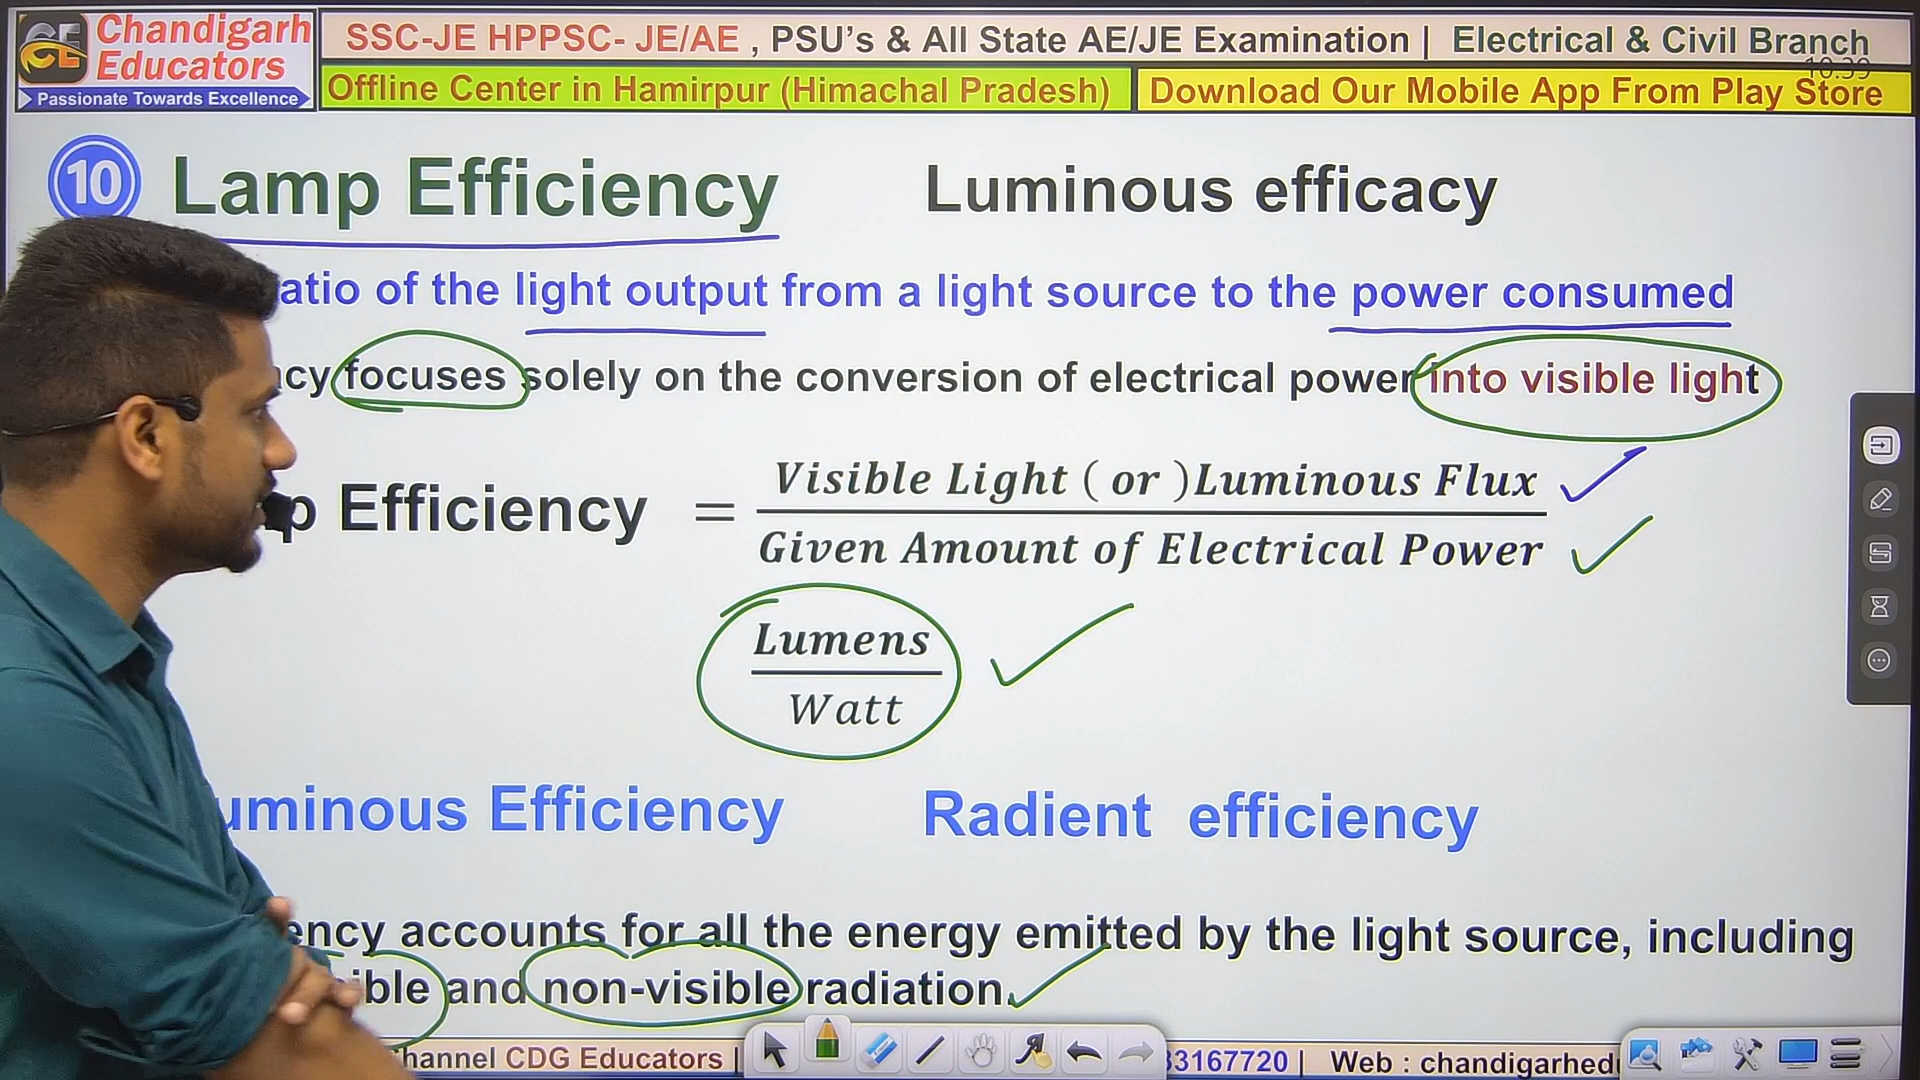 CE Chandigarh
Educators
Passionate Towards Excellence
SSC-JE HPPSC- JE/AE , PSU's & All State AE/JE Examination | Electrical & Civil Branch
Offline Center in Hamirpur (Himachal Pradesh)
Download Our Mobile App From Play Store
10 Lamp Efficiency Luminous efficacy
atio of the light output from a light source to the power consumed
focuses solely on the conversion of electrical power into visible light
Efficiency = Visible Light ( or )Luminous Flux
Given Amount of Electrical Power
Lumens
Watt
uminous Efficiency Radient efficiency
ency accounts for all the energy emitted by the light source, including
ible and non-visible radiation.
hannel CDG Educators | 33167720 | Web : chandigarhed